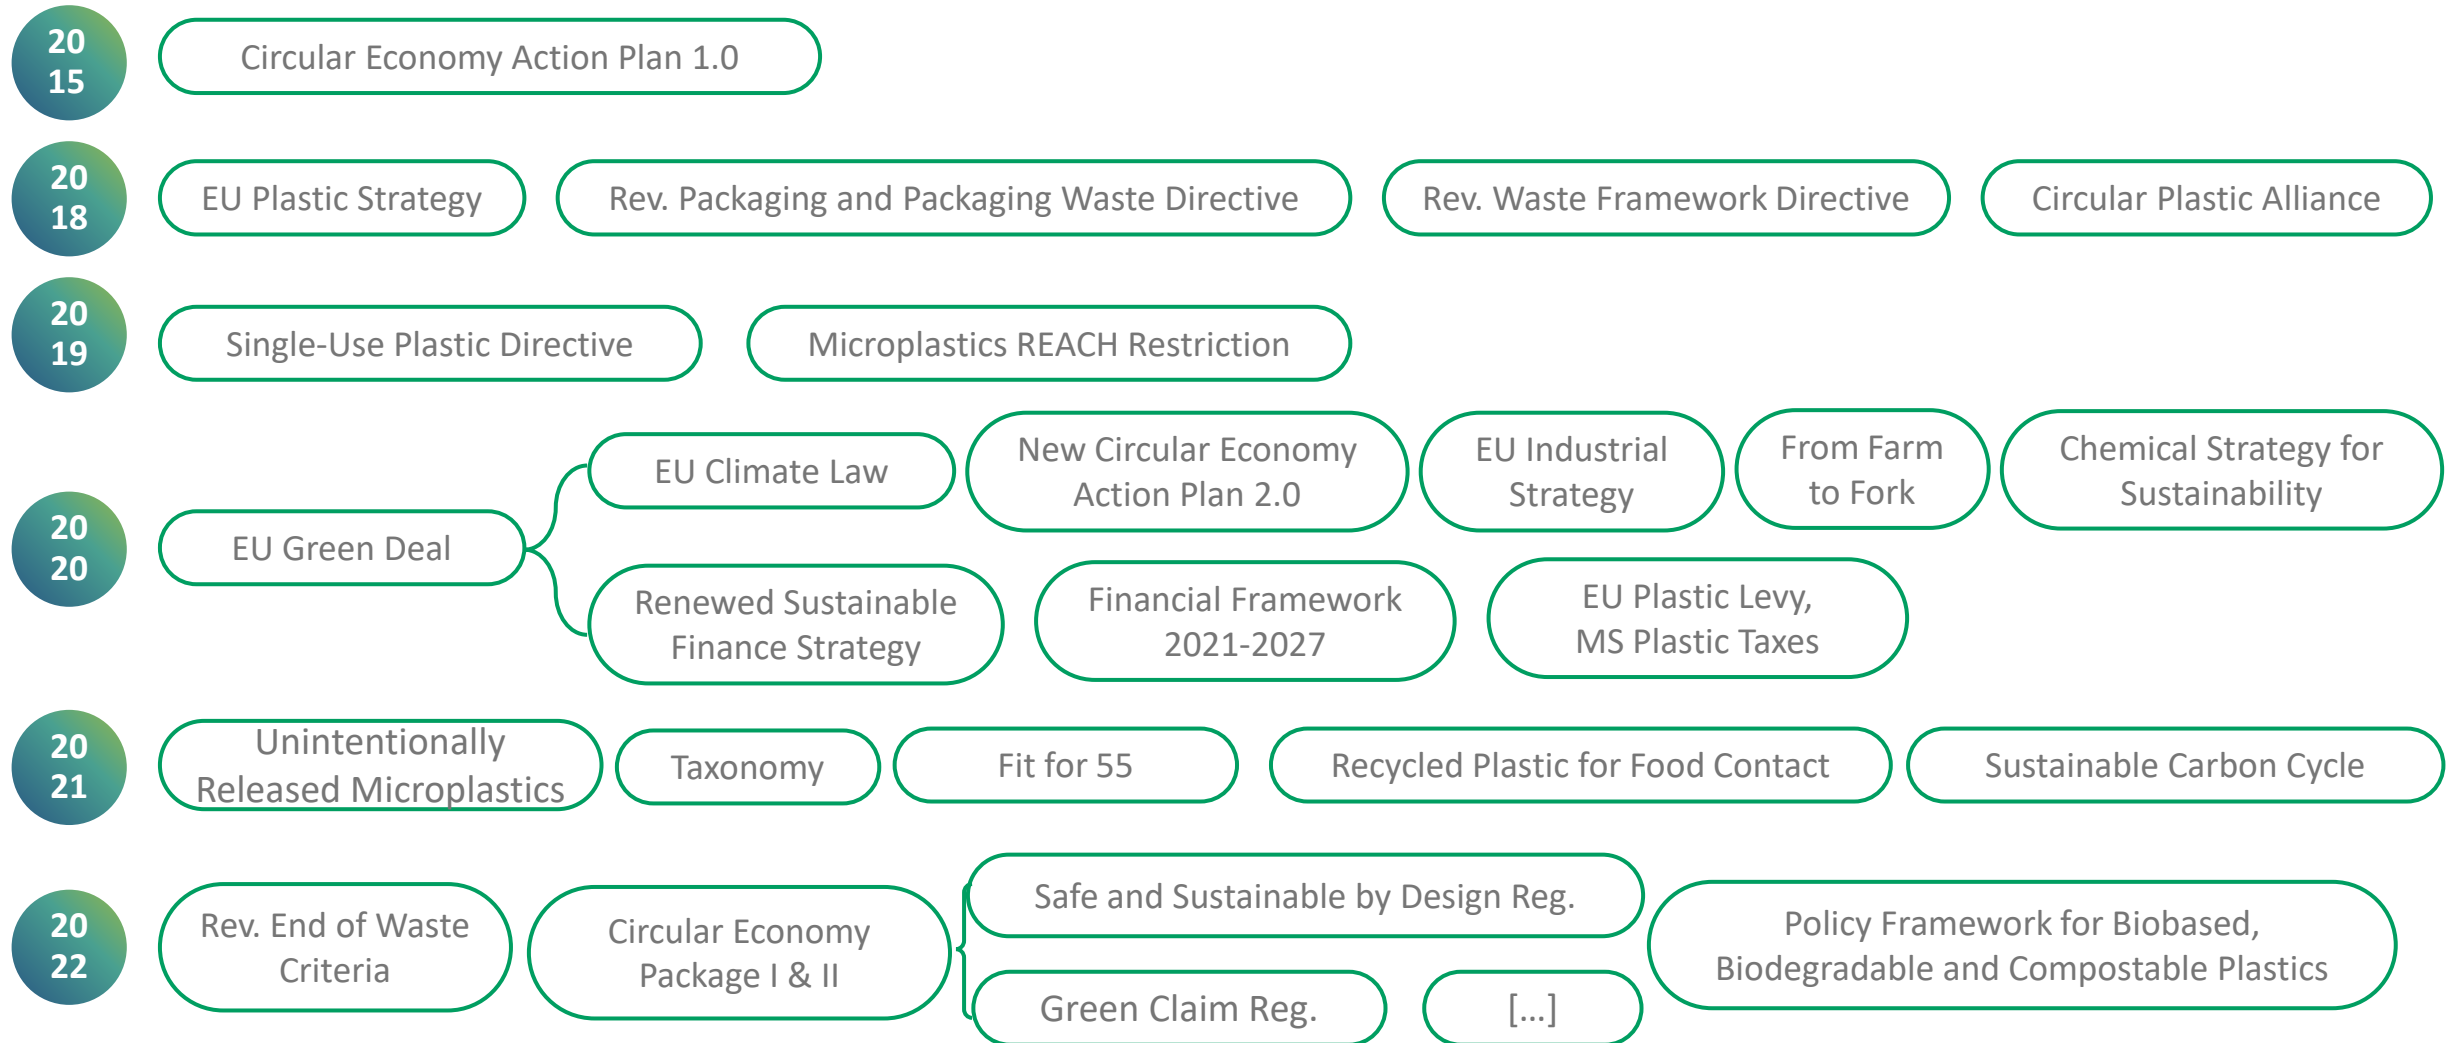 20
15
Circular Economy Action Plan 1.0
20
18
EU Plastic Strategy
Rev. Packaging and Packaging Waste Directive
Rev. Waste Framework Directive
Circular Plastic Alliance
20
19
Single-Use Plastic Directive
Microplastics REACH Restriction
20
20
EU Green Deal
EU Climate Law
New Circular Economy
Action Plan 2.0
EU Industrial
Strategy
From Farm
to Fork
Chemical Strategy for
Sustainability
Renewed Sustainable
Finance Strategy
Financial Framework
2021-2027
EU Plastic Levy,
MS Plastic Taxes
20
21
Unintentionally
Released Microplastics
Taxonomy
Fit for 55
Recycled Plastic for Food Contact
Sustainable Carbon Cycle
20
22
Rev. End of Waste
Criteria
Circular Economy
Package I & II
Safe and Sustainable by Design Reg.
Green Claim Reg.
[...]
Policy Framework for Biobased,
Biodegradable and Compostable Plastics